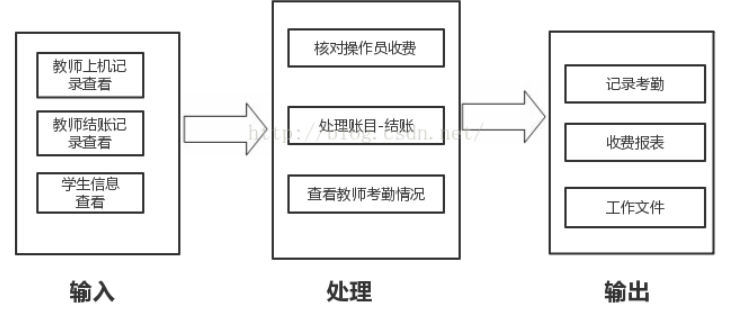 教师上机记
录查看
教师结账记
录查看
学生信息
查看
核对操作员收费
处理账目-结账
查看教师考勤情况
记录考勤
收费报表
工作文件
http://blog.csdn.net/
输入
处理
输出